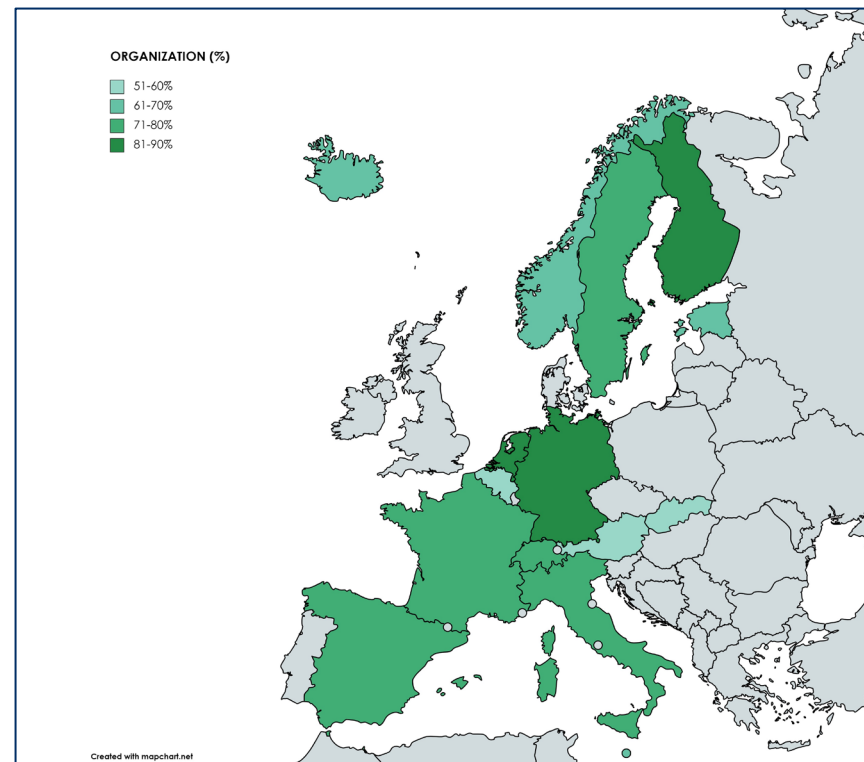 ORGANIZATION (%)
51-60%
61-70%
71-80%
81-90%
Created with mapchart.net